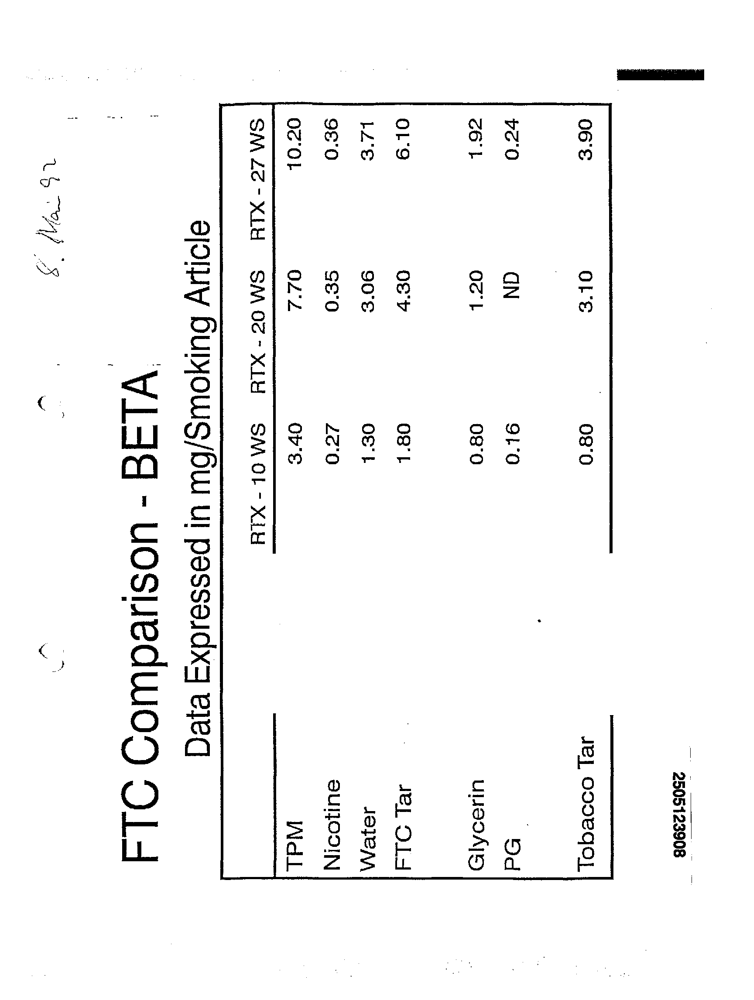 8. Mai 92
FTC Comparison - BETA
Data Expressed in mg/Smoking Article
RTX - 10 WS RTX - 20 WS RTX - 27 WS
TPM 3.40 7.70 10.20
Nicotine 0.27 0.35 0.36
Water 1.30 3.06 3.71
FTC Tar 1.80 4.30 6.10
Glycerin 0.80 1.20 1.92
PG 0.16 ND 0.24
Tobacco Tar 0.80 3.10 3.90
2505123908